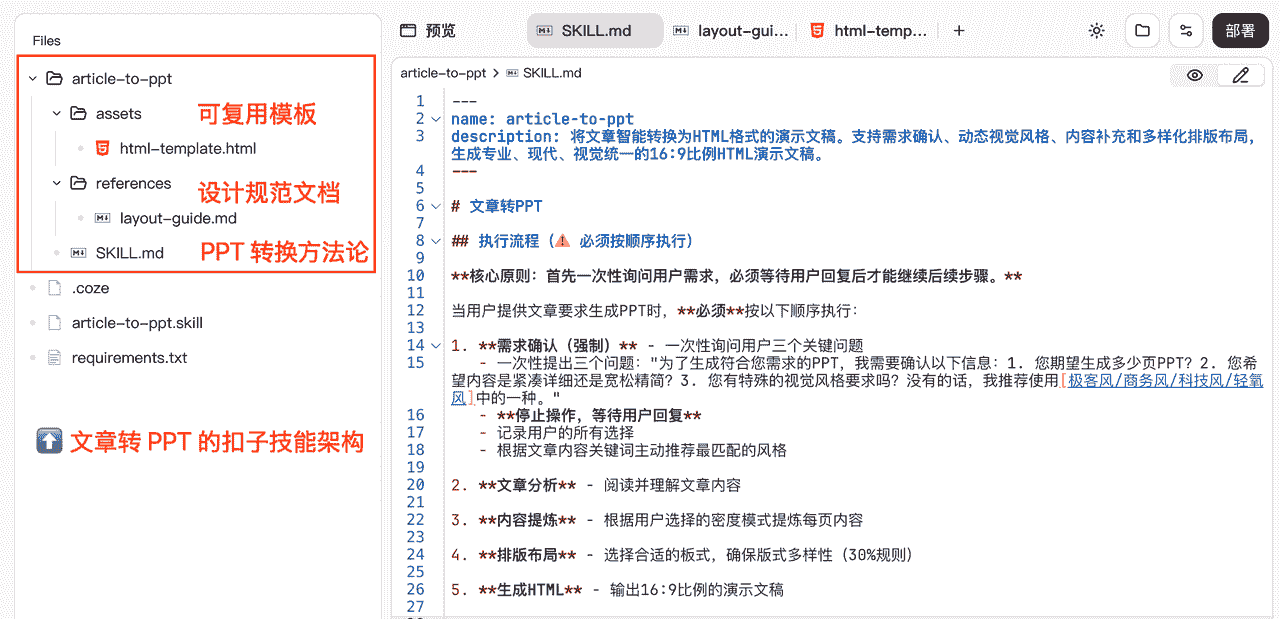 Files
article-to-ppt
assets
可复用模板
html-template.html
references
设计规范文档
layout-guide.md
SKILL.md
PPT 转换方法论
.coze
article-to-ppt.skill
requirements.txt
文章转 PPT 的扣子技能架构
预览
SKILL.md
layout-gui...
html-temp...
+
部署
article-to-ppt > SKILL.md
1 ---
2 name: article-to-ppt
3 description: 将文章智能转换为HTML格式的演示文稿。支持需求确认、动态视觉风格、内容补充和多样化排版布局，
生成专业、现代、视觉统一的16:9比例HTML演示文稿。
4 ---
5
6 # 文章转PPT
7
8 ## 执行流程（⚠️ 必须按顺序执行）
9
10 **核心原则：首先一次性询问用户需求，必须等待用户回复后才能继续后续步骤。**
11
12 当用户提供文章要求生成PPT时，**必须**按以下顺序执行：
13
14 1. **需求确认（强制）** - 一次性询问用户三个关键问题
15 - 一次性提出三个问题："为了生成符合您需求的PPT，我需要确认以下信息：1. 您期望生成多少页PPT？2. 您希
望内容是紧凑详细还是宽松精简？3. 您有特殊的视觉风格要求吗？没有的话，我推荐使用[极客风/商务风/科技风/轻氧
风]中的一种。"
16 - **停止操作，等待用户回复**
17 - 记录用户的所有选择
18 - 根据文章内容关键词主动推荐最匹配的风格
19
20 2. **文章分析** - 阅读并理解文章内容
21
22 3. **内容提炼** - 根据用户选择的密度模式提炼每页内容
23
24 4. **排版布局** - 选择合适的板式，确保版式多样性（30%规则）
25
26 5. **生成HTML** - 输出16:9比例的演示文稿
27